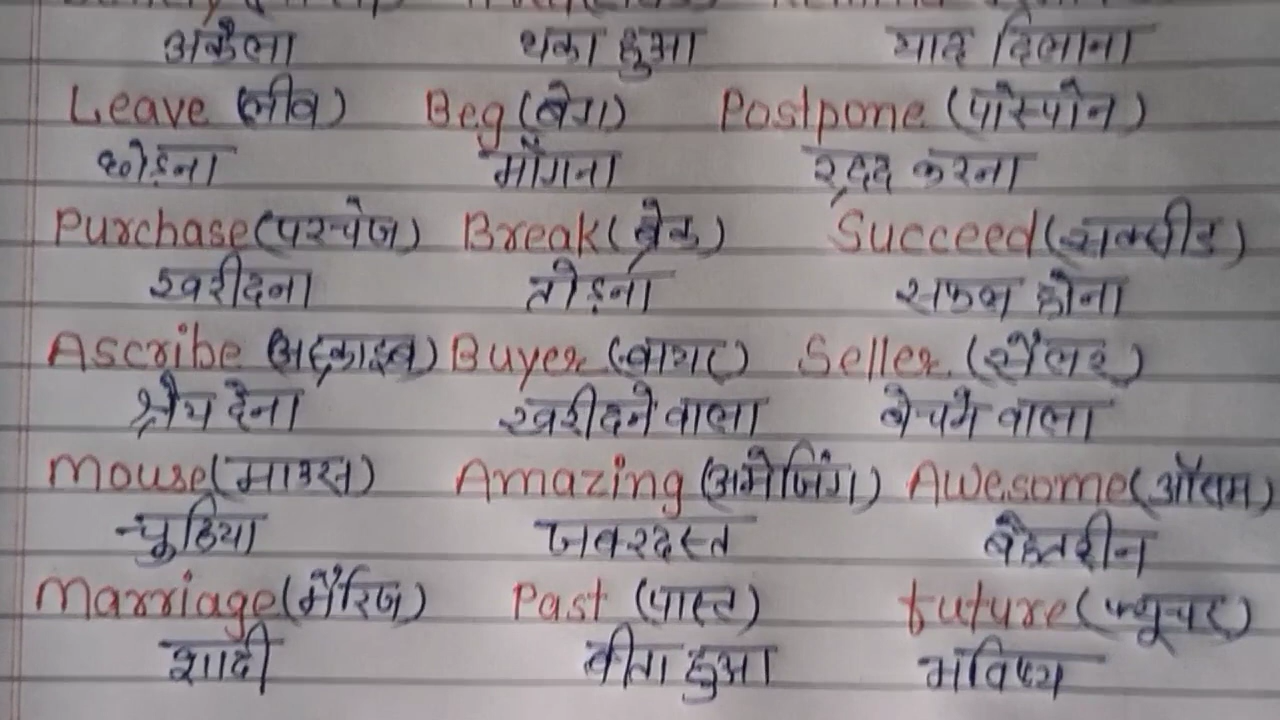 अकेला थका हुआ याद दिलाना
Leave (लीव) Beg (बेग) Postpone (पोस्पोन)
छोड़ना माँगना रद्द करना
Purchase (परचेज) Break (ब्रेक) Succeed (सक्सीड)
खरीदना तोड़ना सफल होना
Ascribe (अस्क्राइब) Buyer (बायर) Seller (सैलर)
श्रेय देना खरीदने वाला बेचने वाला
Mouse (माउस) Amazing (अमेजिंग) Awesome (ऑसम)
चुहिया जबरदस्त बेहतरीन
Marriage (मैरिज) Past (पास्ट) future (फ्यूचर)
शादी बीता हुआ भविष्य